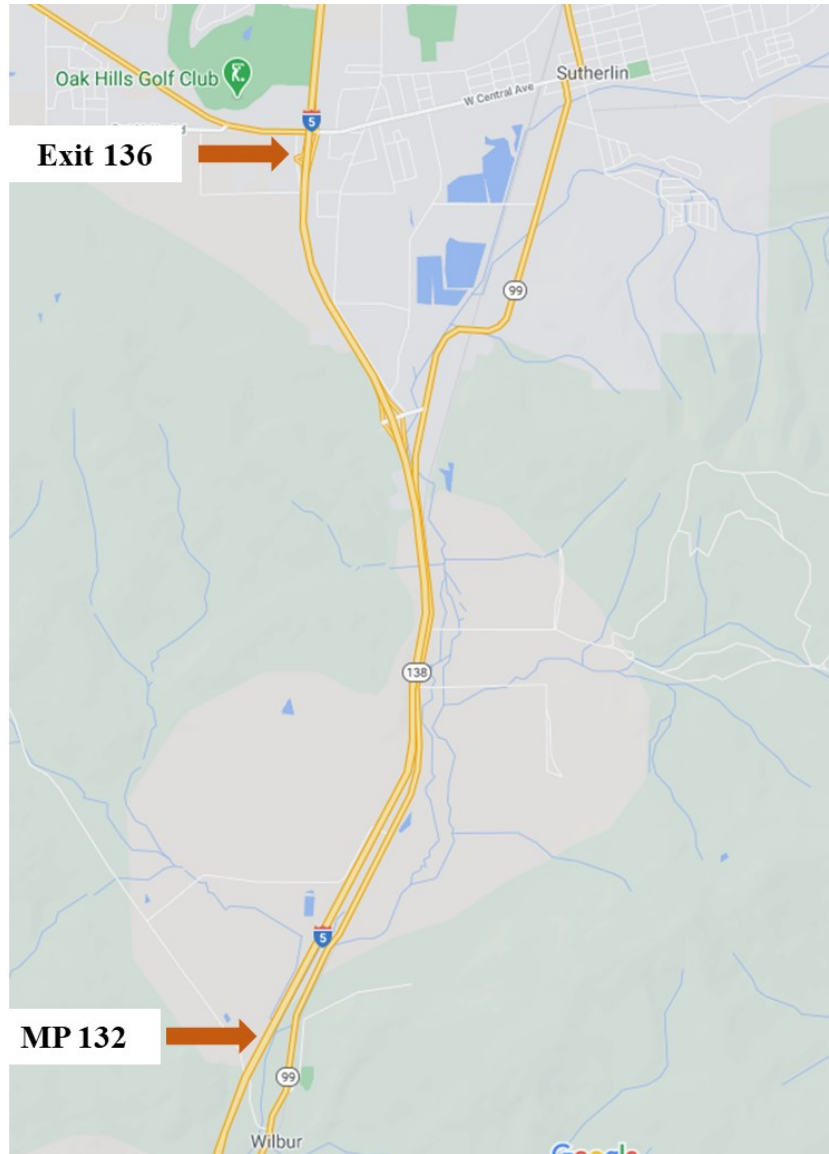 Oak Hills Golf Club
Sutherlin
W Central Ave
5
Exit 136
99
138
5
MP 132
99
Wilbur
Google